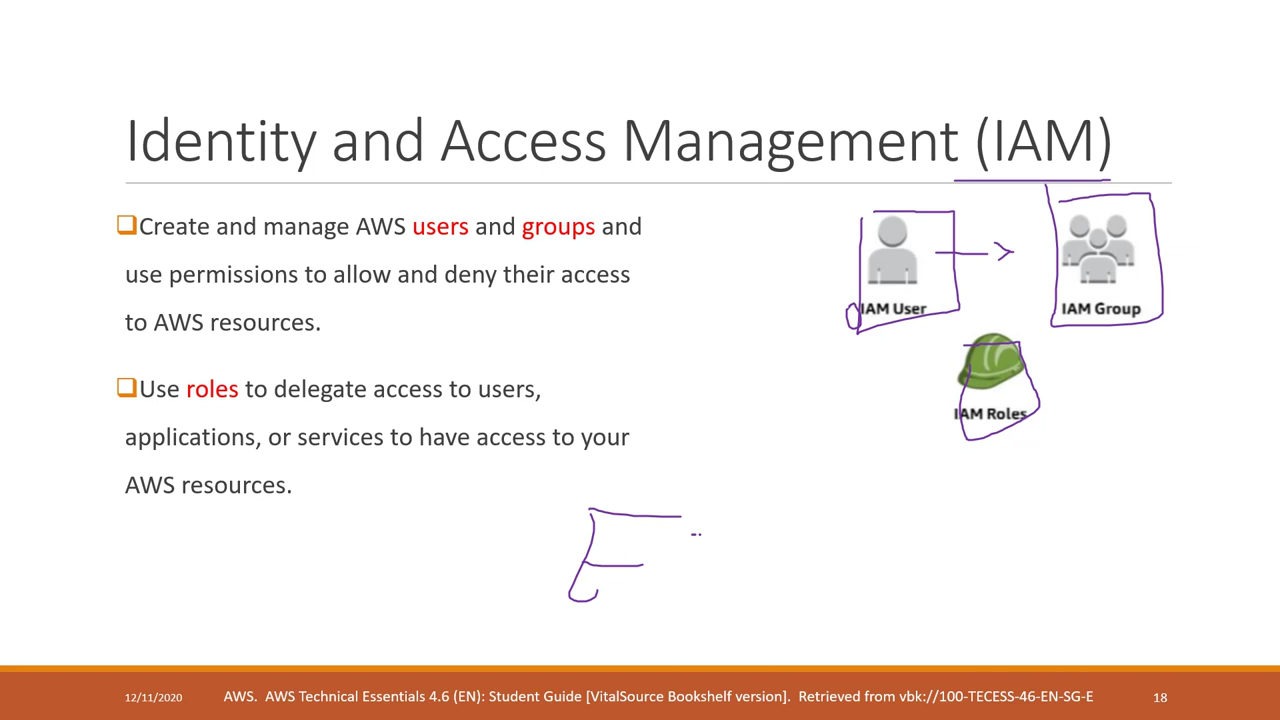 Identity and Access Management (IAM)
Create and manage AWS users and groups and
use permissions to allow and deny their access
to AWS resources.
Use roles to delegate access to users,
applications, or services to have access to your
AWS resources.
IAM User
IAM Group
IAM Roles
12/11/2020
AWS. AWS Technical Essentials 4.6 (EN): Student Guide [VitalSource Bookshelf version]. Retrieved from vbk://100-TECESS-46-EN-SG-E
18